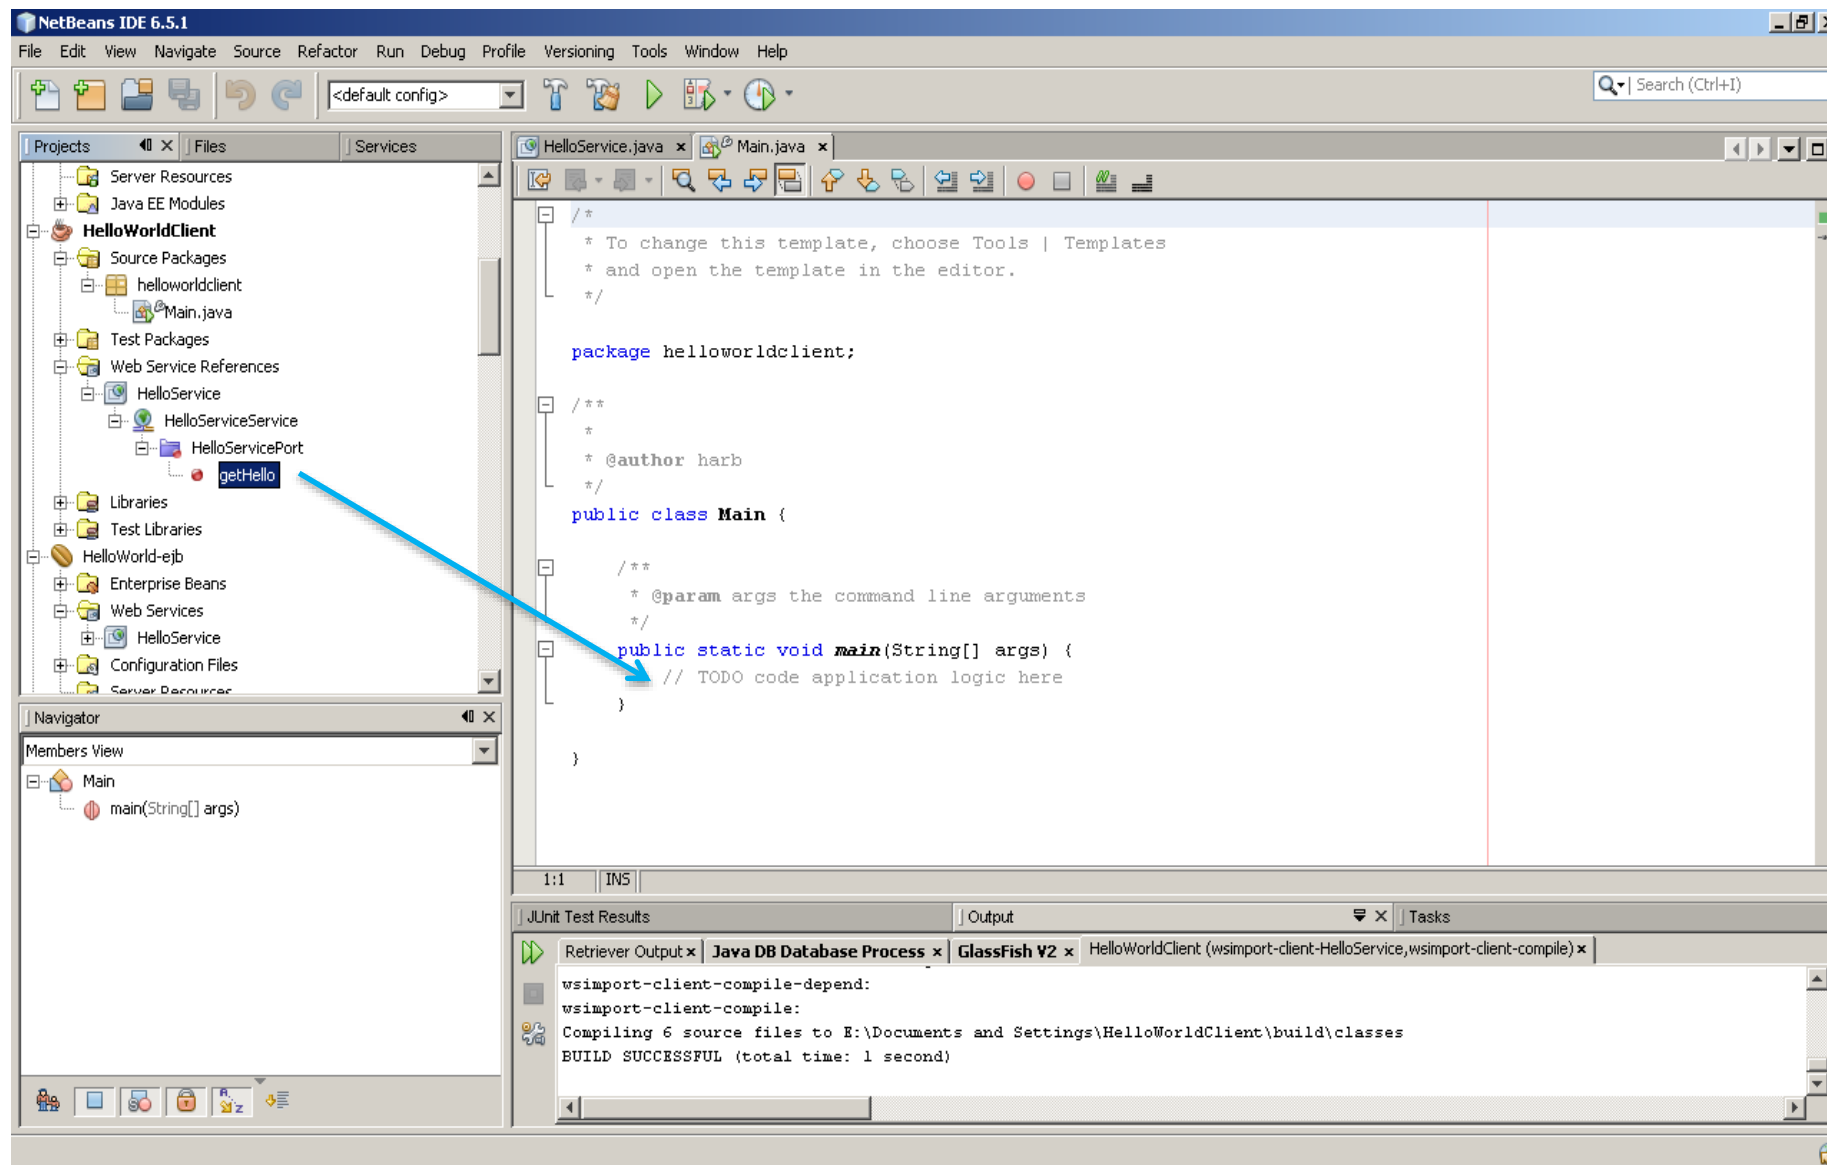 NetBeans IDE 6.5.1
File Edit View Navigate Source Refactor Run Debug Profile Versioning Tools Window Help
<default config>
Search (Ctrl+I)
Projects
Files
Services
Server Resources
Java EE Modules
HelloWorldClient
Source Packages
helloworldclient
Main.java
Test Packages
Web Service References
HelloService
HelloServiceService
HelloServicePort
getHello
Libraries
Test Libraries
HelloWorld-ejb
Enterprise Beans
Web Services
HelloService
Configuration Files
Server Resources
Navigator
Members View
Main
main(String[] args)
HelloService.java
Main.java
/*
* To change this template, choose Tools | Templates
* and open the template in the editor.
*/
package helloworldclient;
/**
*
* @author harb
*/
public class Main {
/**
* @param args the command line arguments
*/
public static void main(String[] args) {
// TODO code application logic here
}
}
1:1 INS
JUnit Test Results
Output
Tasks
Retriever Output
Java DB Database Process
GlassFish V2
HelloWorldClient (wsimport-client-HelloService,wsimport-client-compile)
wsimport-client-compile-depend:
wsimport-client-compile:
Compiling 6 source files to E:\Documents and Settings\HelloWorldClient\build\classes
BUILD SUCCESSFUL (total time: 1 second)